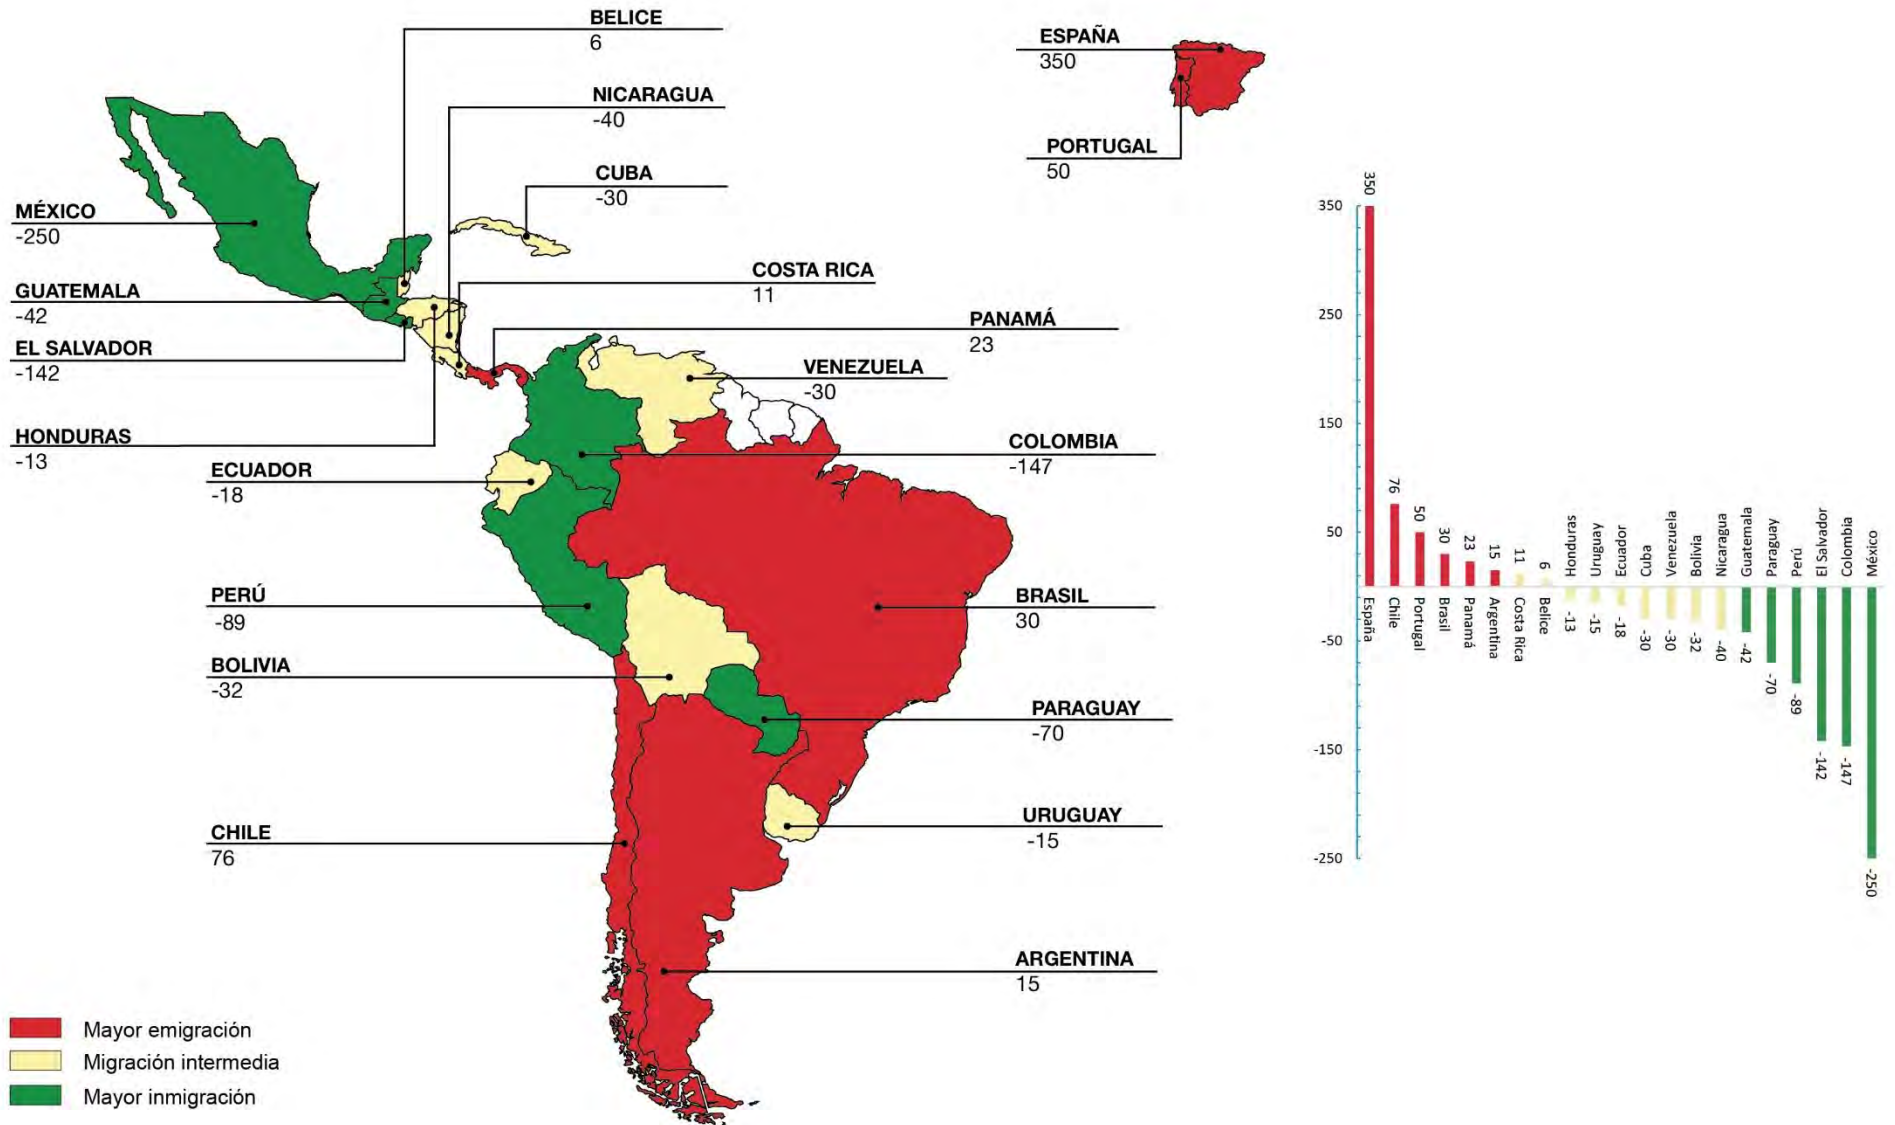 BELICE
6
NICARAGUA
-40
CUBA
-30
MÉXICO
-250
GUATEMALA
-42
EL SALVADOR
-142
HONDURAS
-13
COSTA RICA
11
PANAMÁ
23
VENEZUELA
-30
COLOMBIA
-147
ECUADOR
-18
PERÚ
-89
BRASIL
30
BOLIVIA
-32
PARAGUAY
-70
URUGUAY
-15
CHILE
76
ARGENTINA
15
ESPAÑA
350
PORTUGAL
50
Mayor emigración
Migración intermedia
Mayor inmigración
350
250
150
50
-50
-150
-250
350
España
76
Chile
50
Portugal
30
Brasil
23
Panamá
15
Argentina
11
Costa Rica
6
Belice
Honduras
-13
Uruguay
-15
Ecuador
-18
Cuba
-30
Venezuela
-30
Bolivia
-32
Nicaragua
-40
Guatemala
-42
Paraguay
-70
Perú
-89
El Salvador
-142
Colombia
-147
México
-250